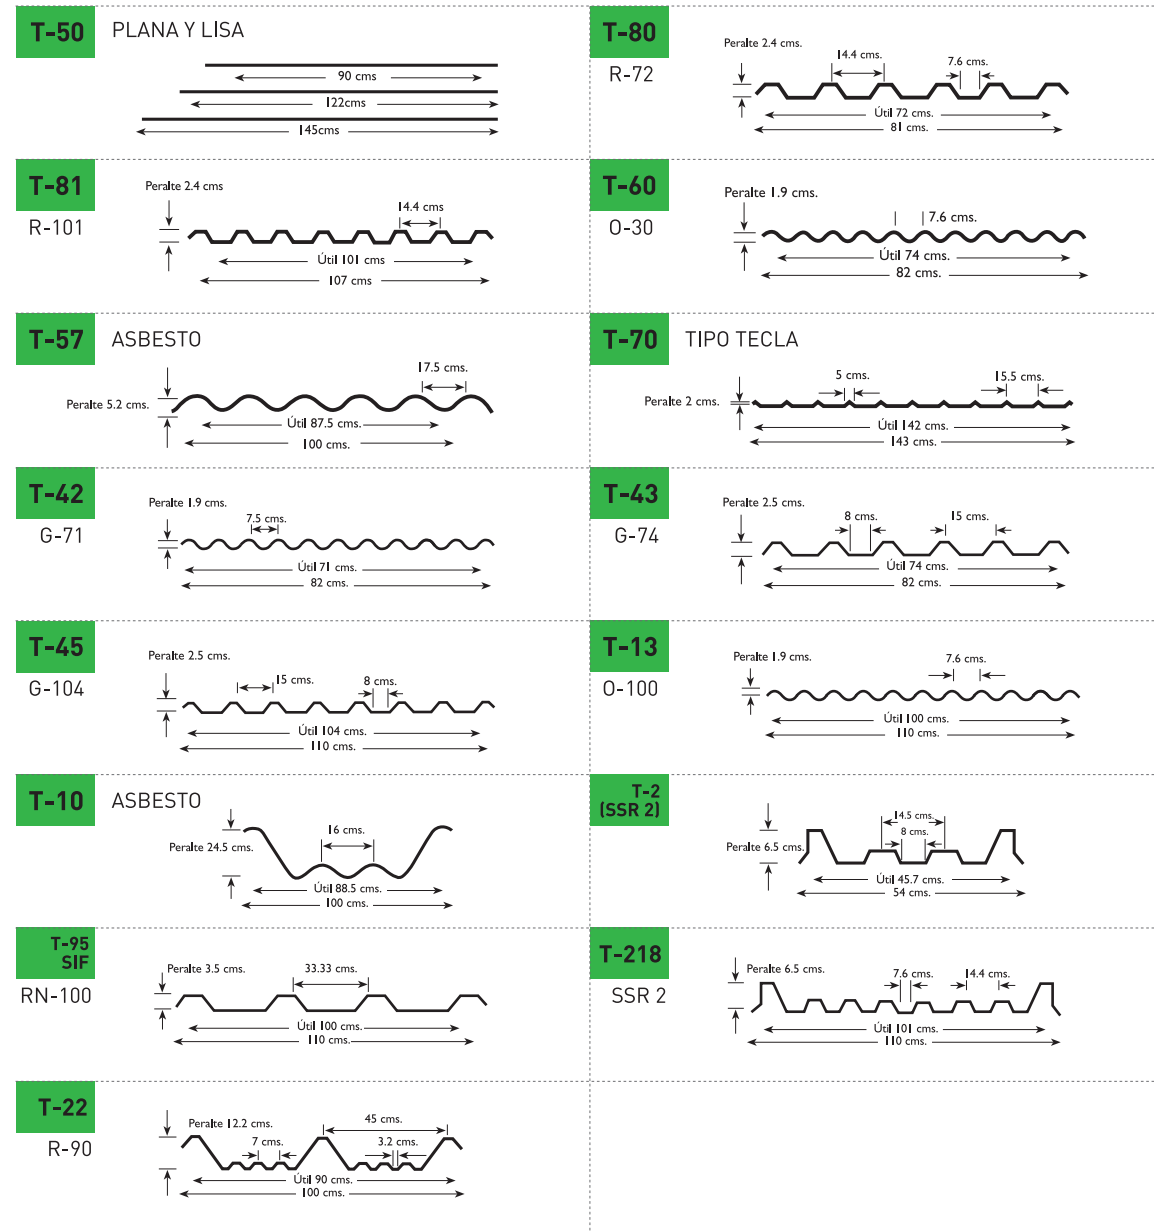 T-50
PLANA Y LISA
90 cms
122cms
145cms
T-80
R-72
Peralte 2.4 cms.
14.4 cms.
7.6 cms.
Útil 72 cms.
81 cms.
T-81
R-101
Peralte 2.4 cms
14.4 cms
Útil 101 cms
107 cms
T-60
O-30
Peralte 1.9 cms.
7.6 cms.
Útil 74 cms.
82 cms.
T-57
ASBESTO
17.5 cms.
Peralte 5.2 cms.
Útil 87.5 cms.
100 cms.
T-70
TIPO TECLA
5 cms.
15.5 cms.
Peralte 2 cms.
Útil 142 cms.
143 cms.
T-42
G-71
Peralte 1.9 cms.
7.5 cms.
Útil 71 cms.
82 cms.
T-43
G-74
Peralte 2.5 cms.
8 cms.
15 cms.
Útil 74 cms.
82 cms.
T-45
G-104
Peralte 2.5 cms.
15 cms.
8 cms.
Útil 104 cms.
110 cms.
T-13
O-100
Peralte 1.9 cms.
7.6 cms.
Útil 100 cms.
110 cms.
T-10
ASBESTO
16 cms.
Peralte 24.5 cms.
Útil 88.5 cms.
100 cms.
T-2
(SSR 2)
14.5 cms.
8 cms.
Peralte 6.5 cms.
Útil 45.7 cms.
54 cms.
T-95
SIF
RN-100
Peralte 3.5 cms.
33.33 cms.
Útil 100 cms.
110 cms.
T-218
SSR 2
Peralte 6.5 cms.
7.6 cms.
14.4 cms.
Útil 101 cms.
110 cms.
T-22
R-90
Peralte 12.2 cms.
45 cms.
7 cms.
3.2 cms.
Útil 90 cms.
100 cms.